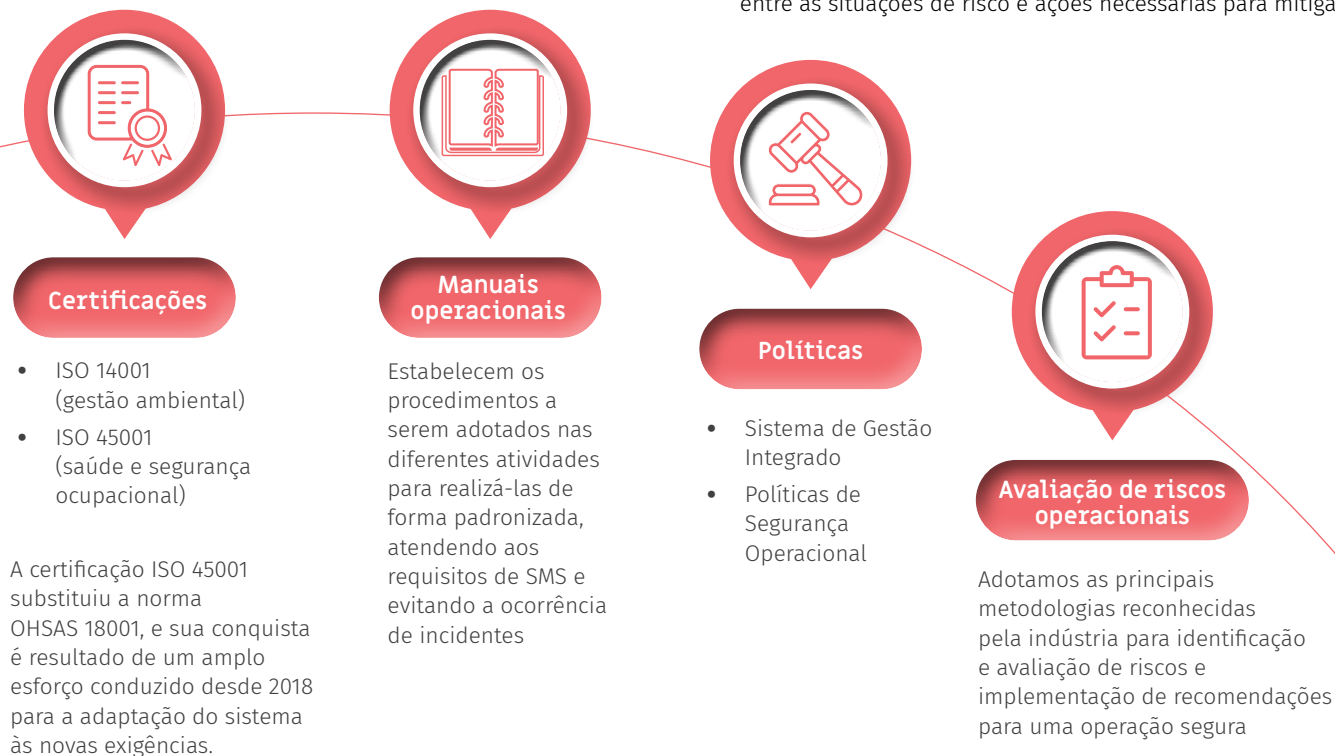 entre as situações de risco e ações necessárias para mitiga
Certificações
• ISO 14001
(gestão ambiental)
• ISO 45001
(saúde e segurança
ocupacional)
A certificação ISO 45001
substituiu a norma
OHSAS 18001, e sua conquista
é resultado de um amplo
esforço conduzido desde 2018
para a adaptação do sistema
às novas exigências.
Manuais
operacionais
Estabelecem os
procedimentos a
serem adotados nas
diferentes atividades
para realizá-las de
forma padronizada,
atendendo aos
requisitos de SMS e
evitando a ocorrência
de incidentes
Políticas
• Sistema de Gestão
Integrado
• Políticas de
Segurança
Operacional
Avaliação de riscos
operacionais
Adotamos as principais
metodologias reconhecidas
pela indústria para identificação
e avaliação de riscos e
implementação de recomendações
para uma operação segura